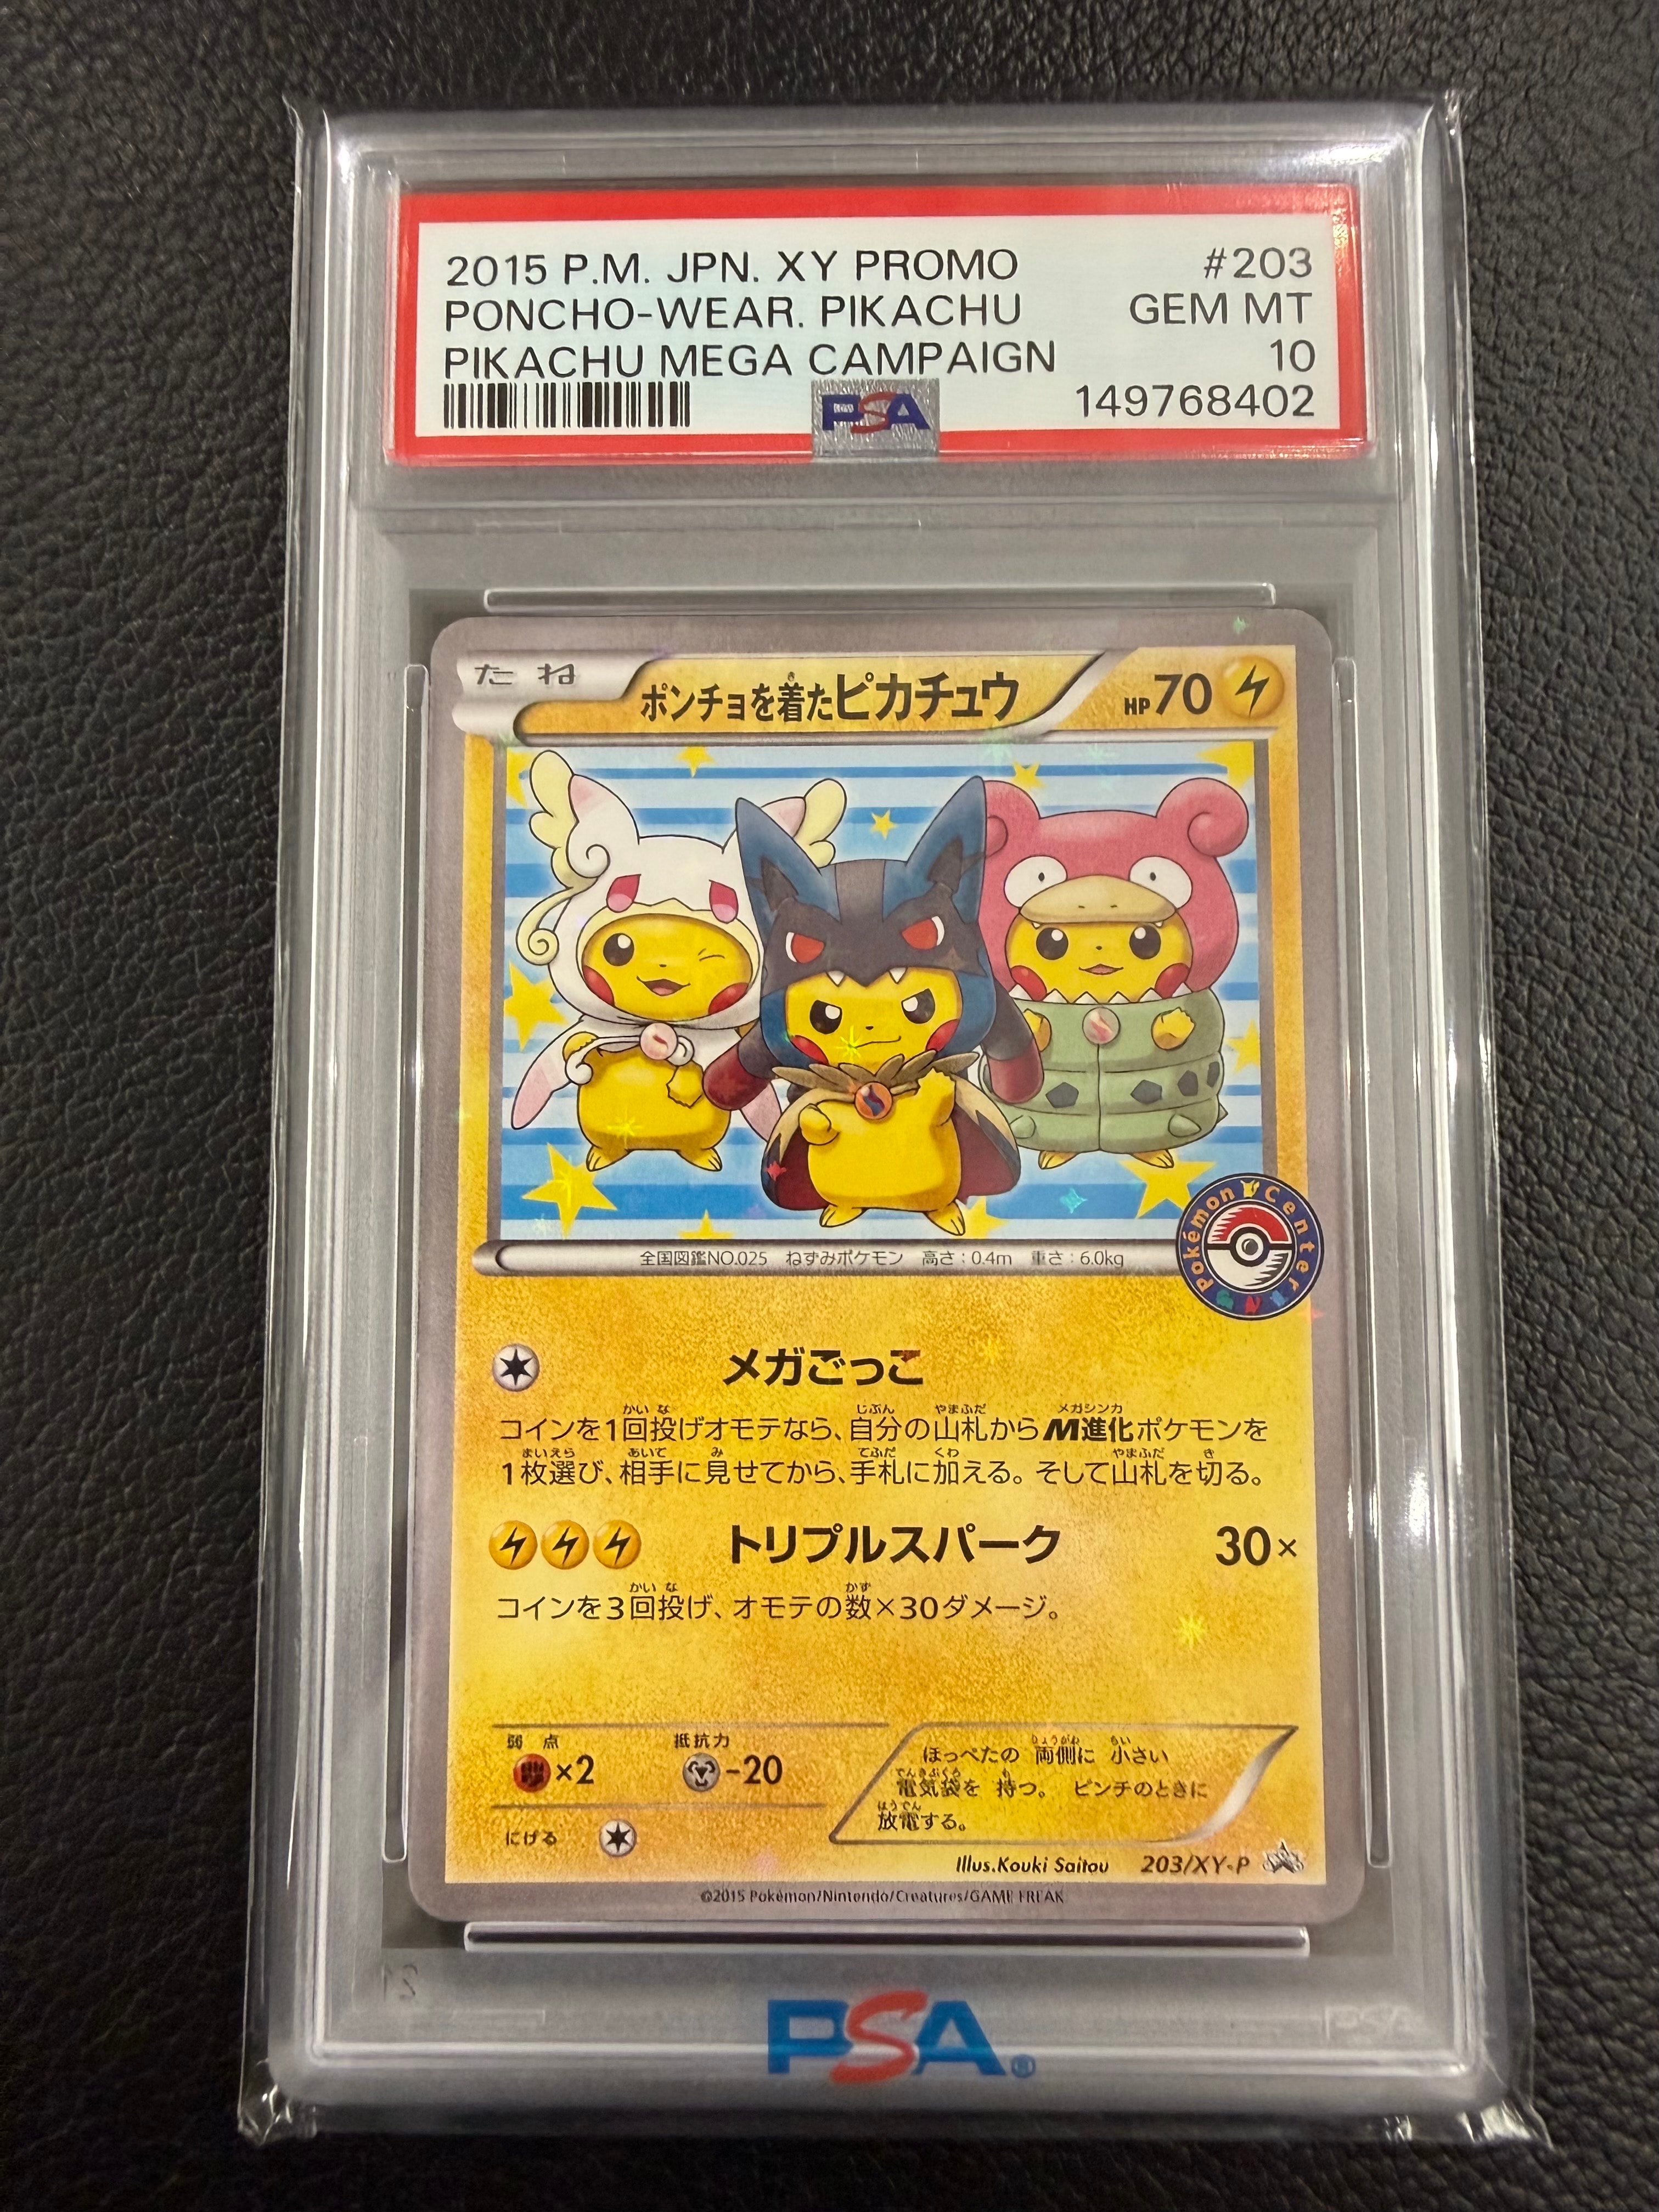 2015 P.M. JPN. XY PROMO #203
PONCHO-WEAR. PIKACHU GEM MT
PIKACHU MEGA CAMPAIGN 10
PSA 149768402
たね ポンチョを着たピカチュウ HP70
Pokémon Center
全国図鑑NO.025 ねずみポケモン 高さ:0.4m 重さ:6.0kg
メガごっこ
コインを1回投げオモテなら、自分の山札からM進化ポケモンを
1枚選び、相手に見せてから、手札に加える。そして山札を切る。
トリプルスパーク 30×
コインを3回投げ、オモテの数×30ダメージ。
弱点 抵抗力
×2 -20
にげる
ほっぺたの 両側に 小さい
電気袋を 持つ。 ピンチのときに
放電する。
Illus.Kouki Saitou 203/XY-P
©2015 Pokémon/Nintendo/Creatures/GAME FREAK
PSA®